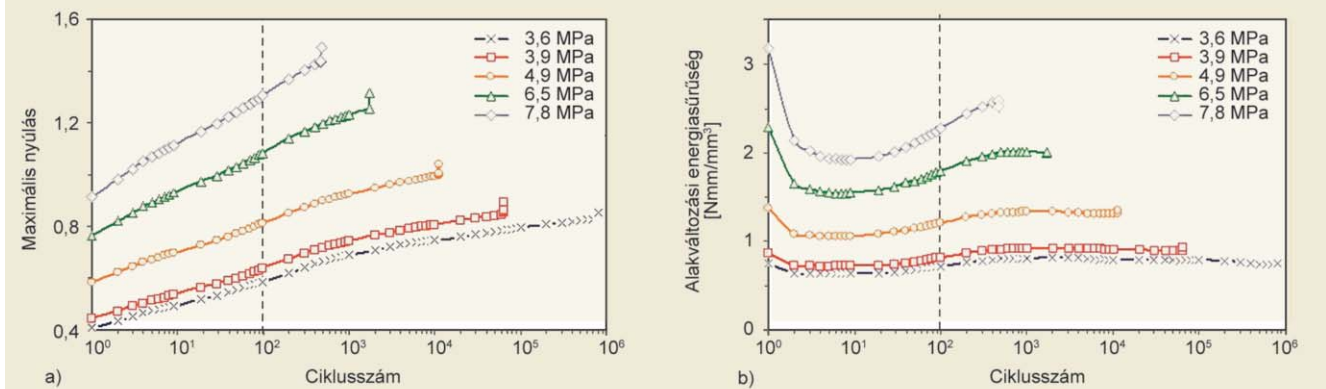 Maximális nyúlás
1,6
1,2
0,8
0,4
3,6 MPa
3,9 MPa
4,9 MPa
6,5 MPa
7,8 MPa
10⁰
10¹
10²
10³
10⁴
10⁵
10⁶
a)
Ciklusszám
Alakváltozási energiasűrűség
[Nmm/mm³]
3
2
1
0
3,6 MPa
3,9 MPa
4,9 MPa
6,5 MPa
7,8 MPa
10⁰
10¹
10²
10³
10⁴
10⁵
10⁶
b)
Ciklusszám